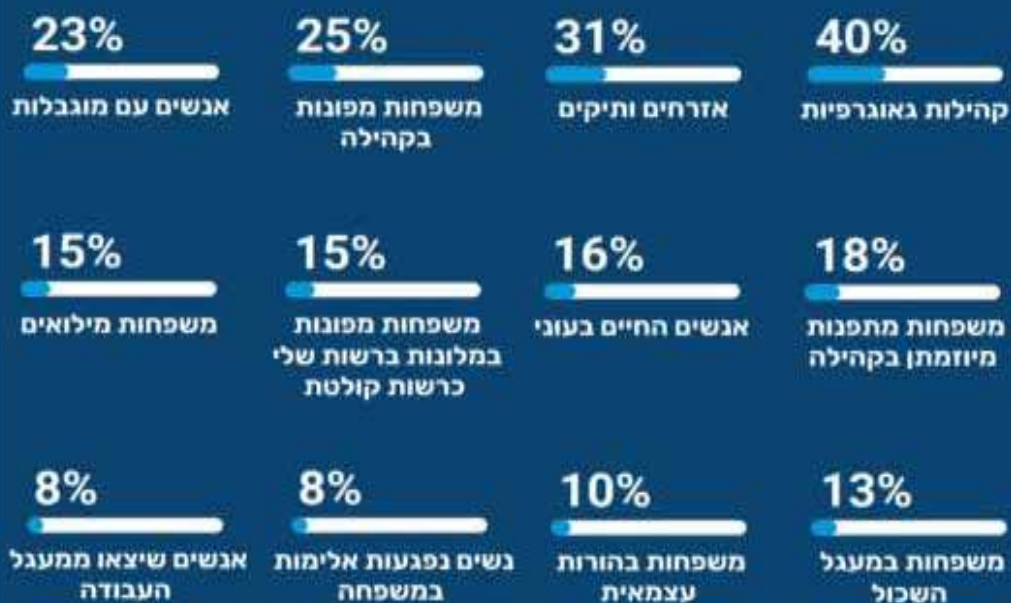 40%
קהילות גאוגרפיות
31%
אזרחים ותיקים
25%
משפחות מפונות
בקהילה
23%
אנשים עם מוגבלות
18%
משפחות מתפנות
מיוזמתן בקהילה
16%
אנשים החיים בעוני
15%
משפחות מפונות
במלונות ברשות שלי
כרשות קולטת
15%
משפחות מילואים
13%
משפחות במעגל
השכול
10%
משפחות בהורות
עצמאית
8%
נשים נפגעות אלימות
במשפחה
8%
אנשים שיצאו ממעגל
העבודה